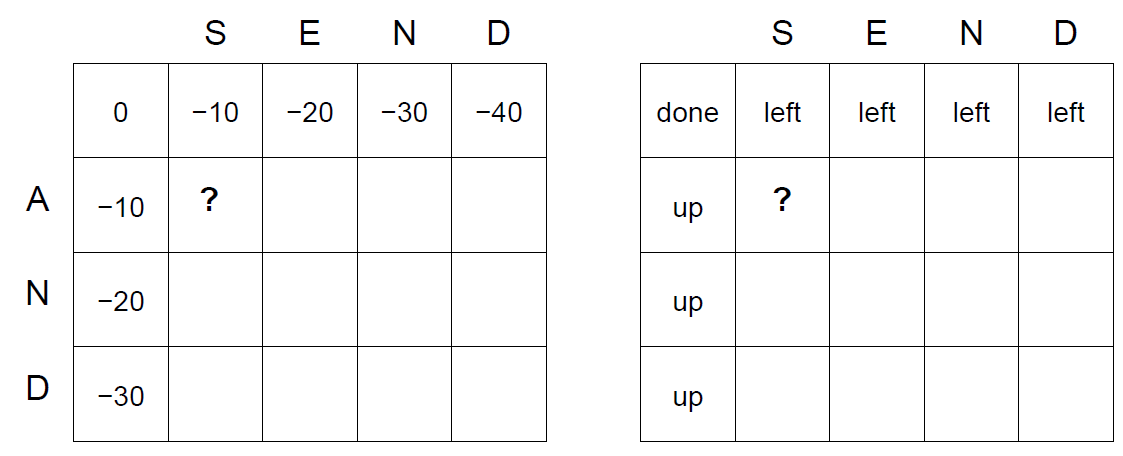 S E N D S E N D
0 −10 −20 −30 −40 done left left left left
A −10 ? up ?
N −20 up
D −30 up